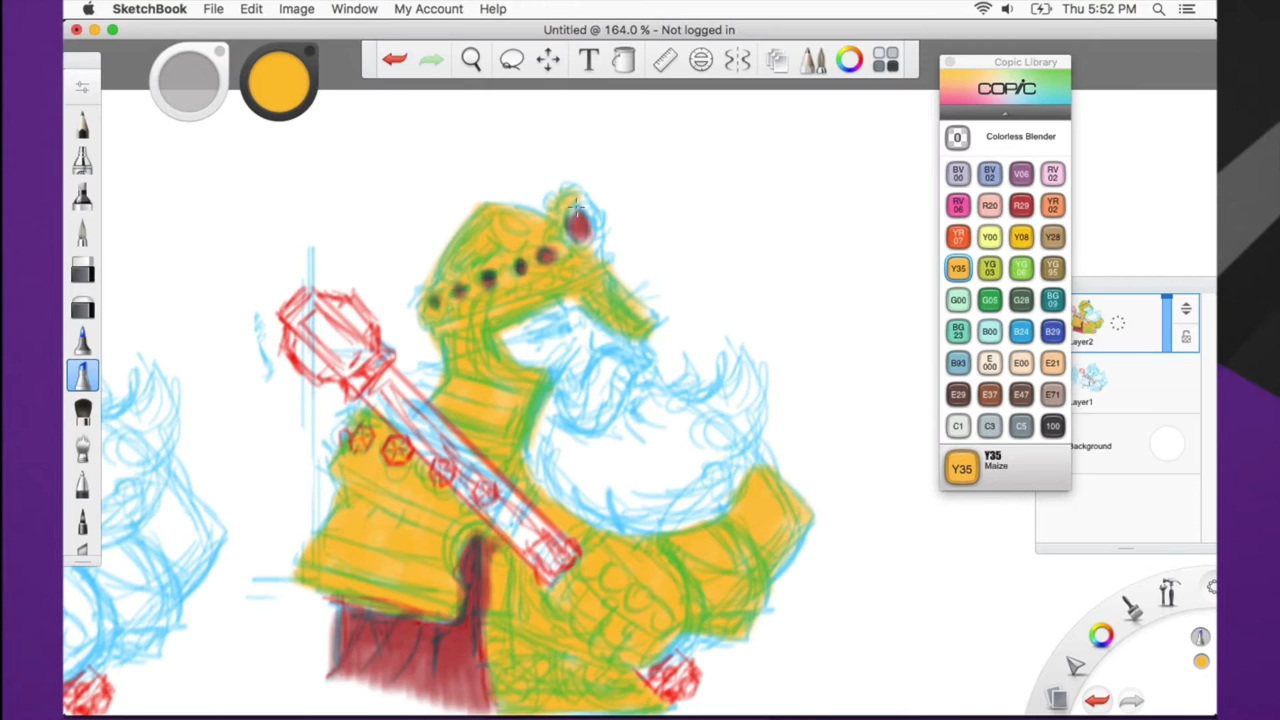 SketchBook File Edit Image Window My Account Help Thu 5:52 PM
Untitled @ 164.0 % - Not logged in
T
Copic Library
COPIC
0 Colorless Blender
BV 00 BV 02 V06 RV 02
RV 06 R20 R29 YR 02
YR 07 Y00 Y08 Y28
Y35 YG 03 YG 06 YG 95
G00 G05 G28 BG 09
BG 23 B00 B24 B29
B93 E 000 E00 E21
E29 E37 E47 E71
C1 C3 C5 100
Y35 Y35
Maize
Layer2
Layer1
Background